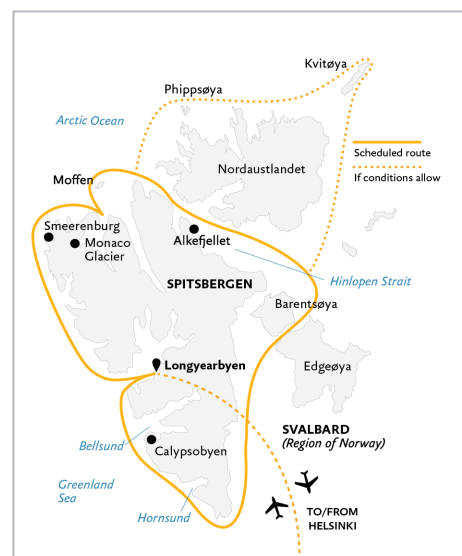 Kvitøya
Phippsøya
Arctic Ocean
Scheduled route
If conditions allow
Nordaustlandet
Moffen
Smeerenburg
Monaco
Glacier
Alkefjellet
Hinlopen Strait
SPITSBERGEN
Barentsøya
Longyearbyen
Edgeøya
SVALBARD
(Region of Norway)
Bellsund
Calypsobyen
Greenland
Sea
Hornsund
TO/FROM
HELSINKI